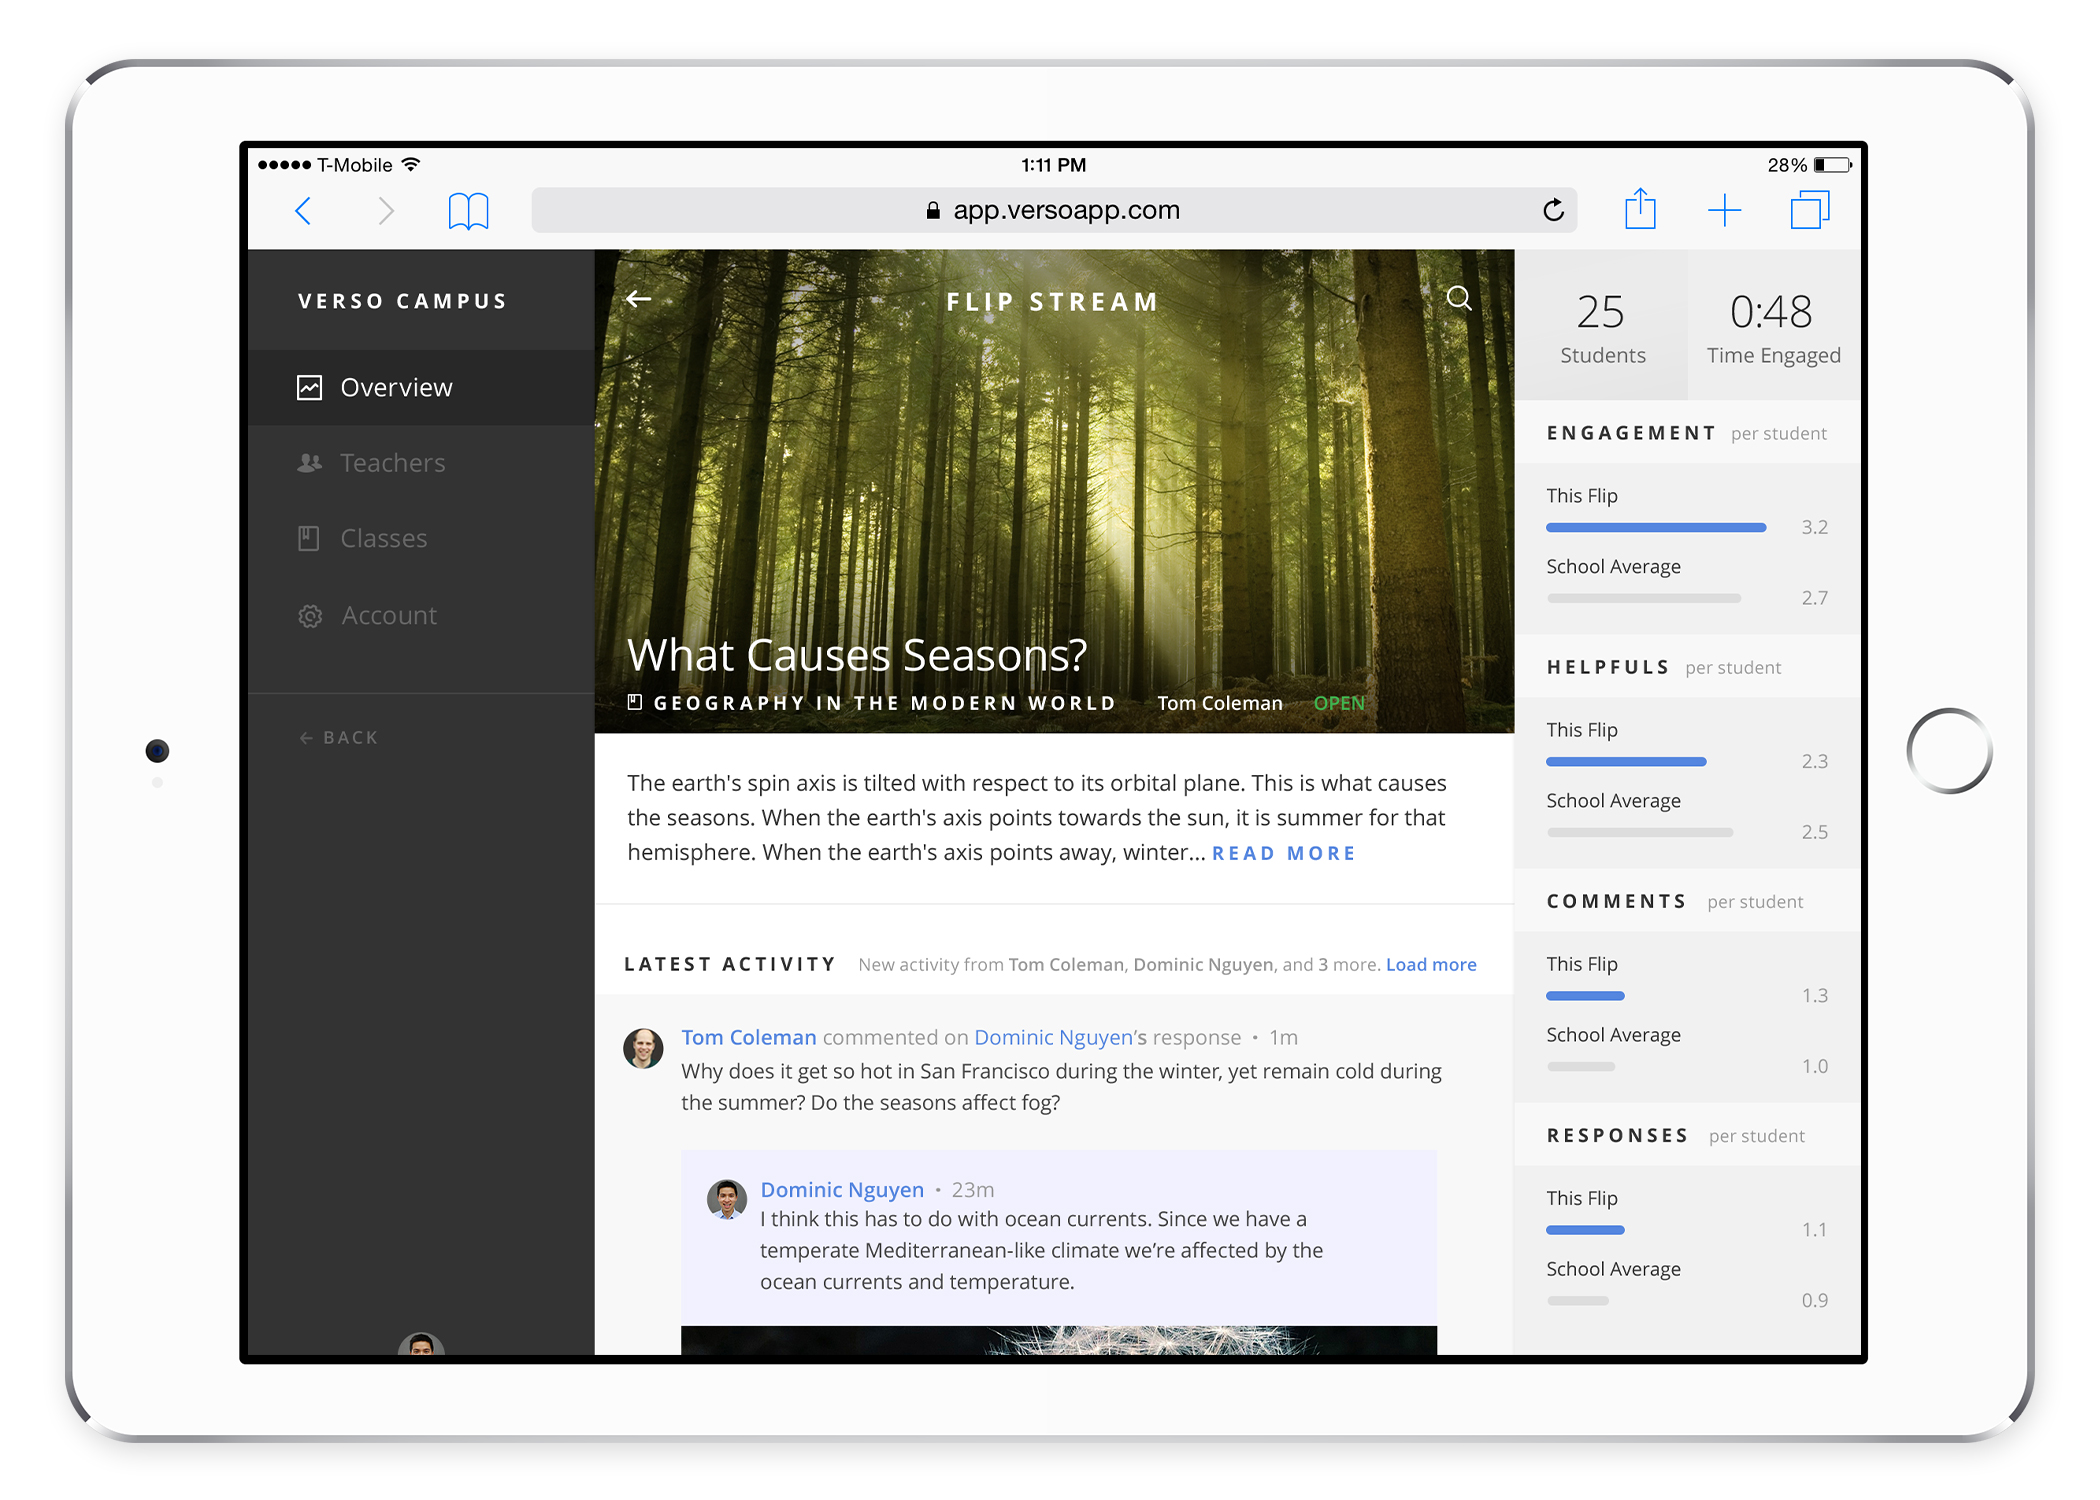 T-Mobile
1:11 PM
28%
app.versoapp.com
VERSO CAMPUS
Overview
Teachers
Classes
Account
← BACK
FLIP STREAM
What Causes Seasons?
GEOGRAPHY IN THE MODERN WORLD Tom Coleman OPEN
The earth's spin axis is tilted with respect to its orbital plane. This is what causes
the seasons. When the earth's axis points towards the sun, it is summer for that
hemisphere. When the earth's axis points away, winter... READ MORE
LATEST ACTIVITY New activity from Tom Coleman, Dominic Nguyen, and 3 more. Load more
Tom Coleman commented on Dominic Nguyen’s response • 1m
Why does it get so hot in San Francisco during the winter, yet remain cold during
the summer? Do the seasons affect fog?
Dominic Nguyen • 23m
I think this has to do with ocean currents. Since we have a
temperate Mediterranean-like climate we’re affected by the
ocean currents and temperature.
25
Students
0:48
Time Engaged
ENGAGEMENT per student
This Flip
3.2
School Average
2.7
HELPFULS per student
This Flip
2.3
School Average
2.5
COMMENTS per student
This Flip
1.3
School Average
1.0
RESPONSES per student
This Flip
1.1
School Average
0.9